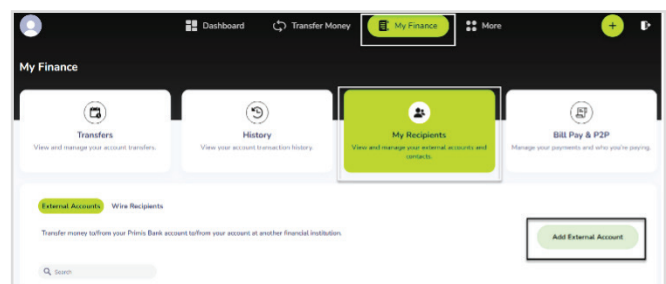 Dashboard
Transfer Money
My Finance
More
My Finance
Transfers
View and manage your account transfers.
History
View your account transaction history.
My Recipients
View and manage your external accounts and
contacts.
Bill Pay & P2P
Manage your payments and who you're paying.
External Accounts
Wire Recipients
Transfer money to/from your Primis Bank account to/from your account at another financial institution.
Add External Account
Search